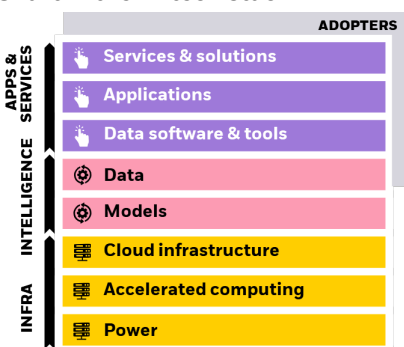 ADOPTERS
APPS &
SERVICES
Services & solutions
Applications
Data software & tools
INTELLIGENCE
Data
Models
INFRA
Cloud infrastructure
Accelerated computing
Power